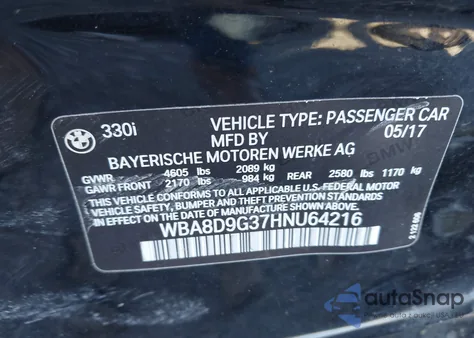 330i
VEHICLE TYPE: PASSENGER CAR
MFD BY 05/17
BAYERISCHE MOTOREN WERKE AG
GVWR 4605 lbs 2089 kg
GAWR FRONT 2170 lbs 984 kg REAR 2580 lbs 1170 kg
THIS VEHICLE CONFORMS TO ALL APPLICABLE U.S. FEDERAL MOTOR
VEHICLE SAFETY, BUMPER AND THEFT PREVENTION STANDARDS
IN EFFECT ON THE DATE OF MANUFACTURE SHOWN ABOVE.
WBA8D9G37HNU64216
autoSnap